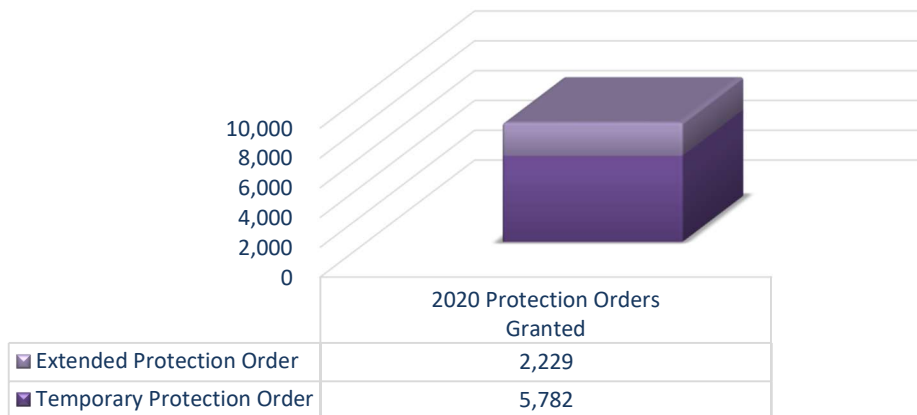 10,000
8,000
6,000
4,000
2,000
0
2020 Protection Orders
Granted
Extended Protection Order 2,229
Temporary Protection Order 5,782